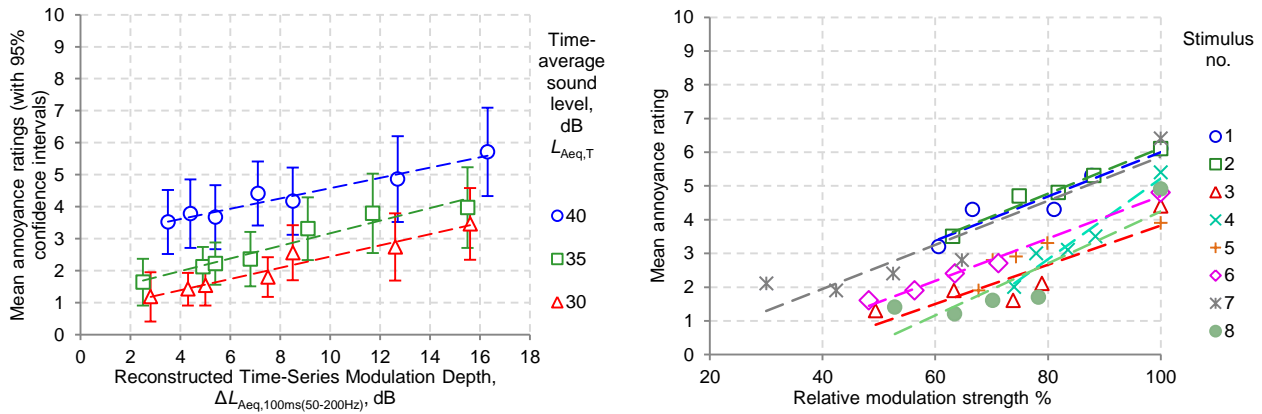 Mean annoyance ratings (with 95%
confidence intervals)
10
9
8
7
6
5
4
3
2
1
0
0 2 4 6 8 10 12 14 16 18
Reconstructed Time-Series Modulation Depth,
ΔL Aeq,100ms(50-200Hz), dB
Time-
average
sound
level,
dB
L Aeq,T
40
35
30
Mean annoyance rating
10
9
8
7
6
5
4
3
2
1
0
20 40 60 80 100
Relative modulation strength %
Stimulus
no.
1
2
3
4
5
6
7
8